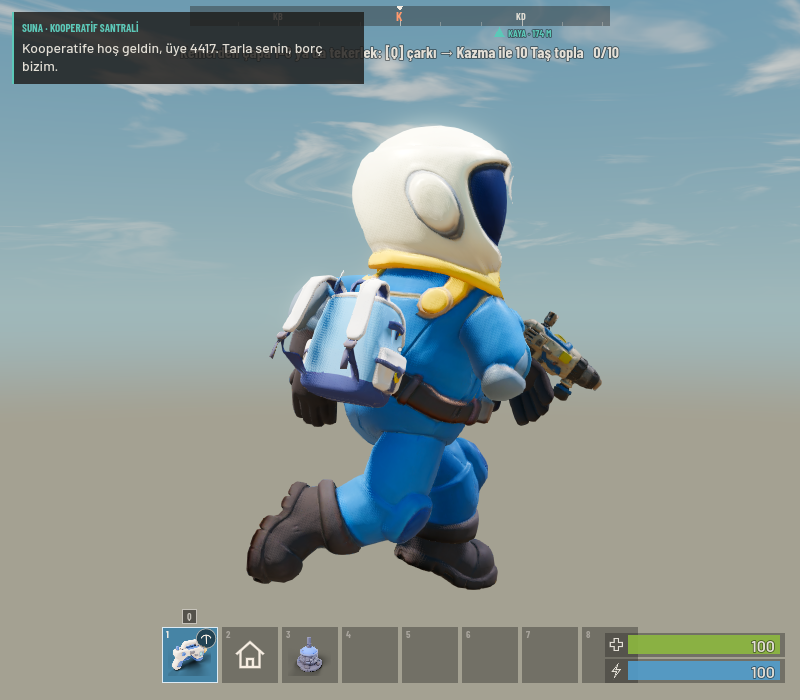 KB
K
KD
KAYA · 174 M
SUNA · KOOPERATİF SANTRALİ
Kooperatife hoş geldin, üye 4417. Tarla senin, borç
bizim.
[Q] çarkı → Kazma ile 10 Taş topla 0/10
Q
1
2
3
4
5
6
7
8
100
100